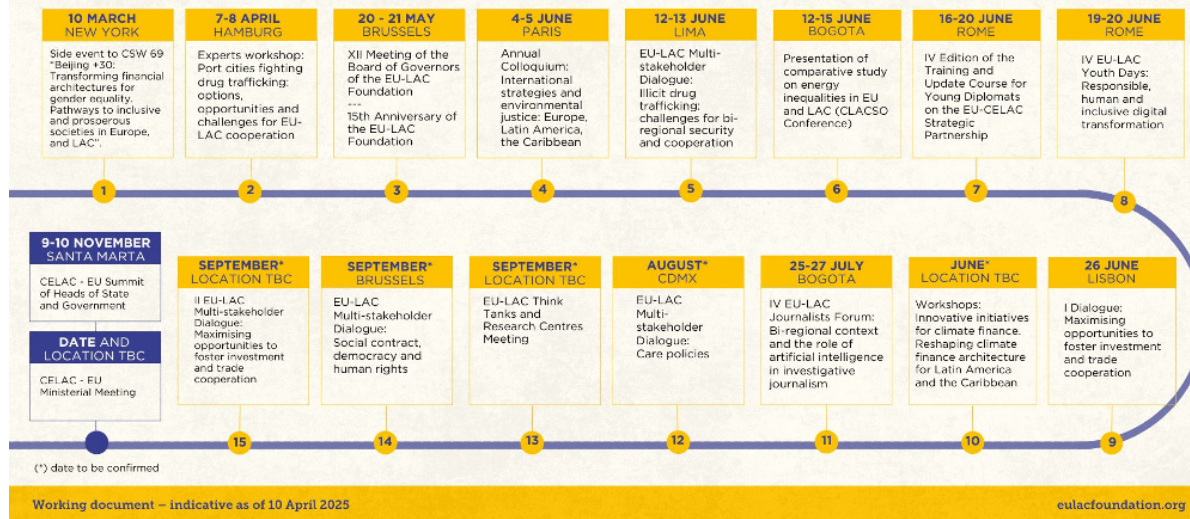 10 MARCH
NEW YORK
Side event to CSW 69
"Beijing +30:
Transforming financial
architectures for
gender equality.
Pathways to inclusive
and prosperous
societies in Europe,
and LAC".
7-8 APRIL
HAMBURG
Experts workshop:
Port cities fighting
drug trafficking:
options,
opportunities and
challenges for EU-
LAC cooperation
20 - 21 MAY
BRUSSELS
XII Meeting of the
Board of Governors
of the EU-LAC
Foundation
---
15th Anniversary of
the EU-LAC
Foundation
4-5 JUNE
PARIS
Annual
Colloquium:
International
strategies and
environmental
justice: Europe,
Latin America,
the Caribbean
12-13 JUNE
LIMA
EU-LAC Multi-
stakeholder
Dialogue:
Illicit drug
trafficking:
challenges for bi-
regional security
and cooperation
12-15 JUNE
BOGOTA
Presentation of
comparative study
on energy
inequalities in EU
and LAC (CLACSO
Conference)
16-20 JUNE
ROME
IV Edition of the
Training and
Update Course for
Young Diplomats
on the EU-CELAC
Strategic
Partnership
19-20 JUNE
ROME
IV EU-LAC
Youth Days:
Responsible,
human and
inclusive digital
transformation
1
2
3
4
5
6
7
8
9-10 NOVEMBER
SANTA MARTA
CELAC - EU Summit
of Heads of State
and Government
DATE AND
LOCATION TBC
CELAC - EU
Ministerial Meeting
SEPTEMBER*
LOCATION TBC
II EU-LAC
Multi-stakeholder
Dialogue:
Maximising
opportunities to
foster investment
and trade
cooperation
SEPTEMBER*
BRUSSELS
EU-LAC
Multi-stakeholder
Dialogue:
Social contract,
democracy and
human rights
SEPTEMBER*
LOCATION TBC
EU-LAC Think
Tanks and
Research Centres
Meeting
AUGUST*
CDMX
EU-LAC
Multi-
stakeholder
Dialogue:
Care policies
25-27 JULY
BOGOTA
IV EU-LAC
Journalists Forum:
Bi-regional context
and the role of
artificial intelligence
in investigative
journalism
JUNE*
LOCATION TBC
Workshops:
Innovative initiatives
for climate finance.
Reshaping climate
finance architecture
for Latin America
and the Caribbean
26 JUNE
LISBON
I Dialogue:
Maximising
opportunities to
foster investment
and trade
cooperation
15
14
13
12
11
10
9
(*) date to be confirmed
Working document – indicative as of 10 April 2025
eulacfoundation.org